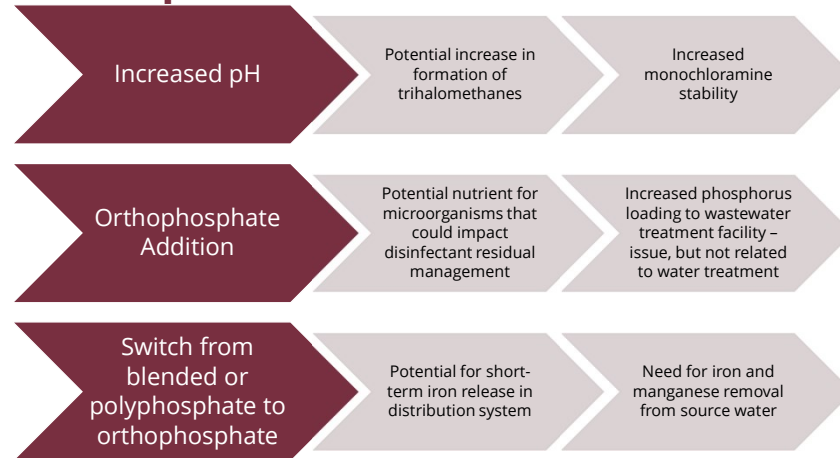 Increased pH
Potential increase in
formation of
trihalomethanes
Increased
monochloramine
stability
Orthophosphate
Addition
Potential nutrient for
microorganisms that
could impact
disinfectant residual
management
Increased phosphorus
loading to wastewater
treatment facility –
issue, but not related
to water treatment
Switch from
blended or
polyphosphate to
orthophosphate
Potential for short-
term iron release in
distribution system
Need for iron and
manganese removal
from source water